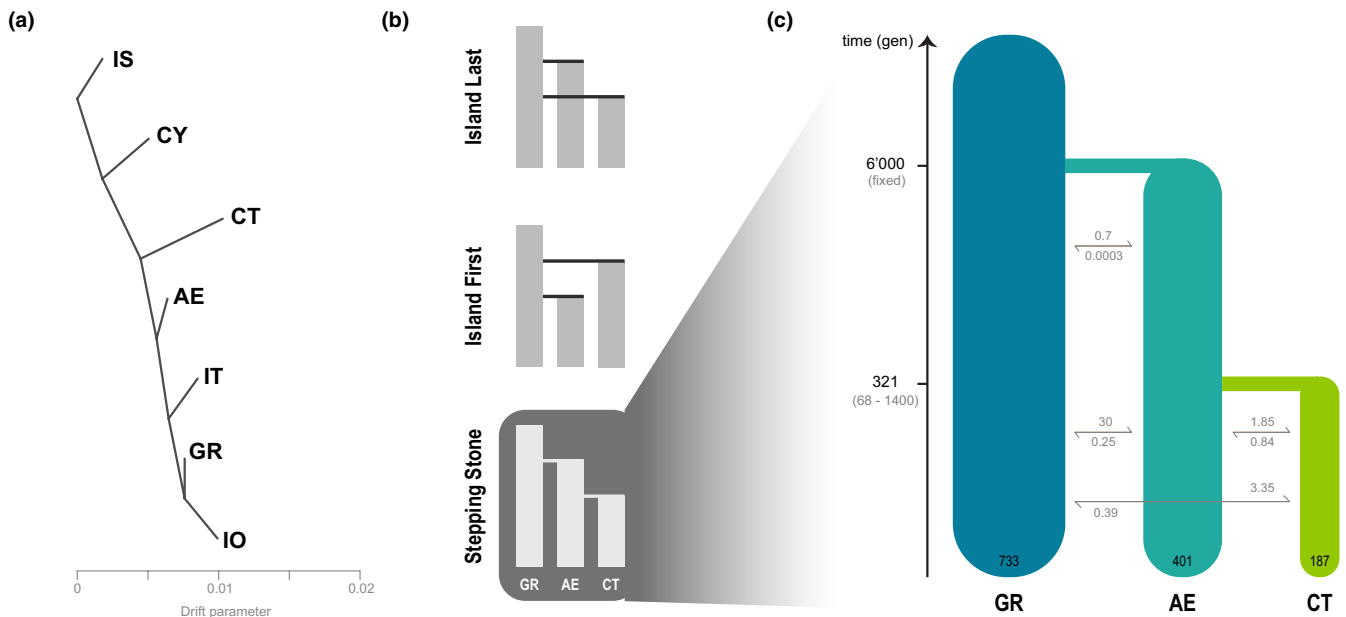 (a)
IS
CY
CT
AE
IT
GR
IO
0
0.01
0.02
Drift parameter
(b)
Island Last
Island First
Stepping Stone
GR AE CT
(c)
time (gen)
6'000
(fixed)
0.7
0.0003
321
(68 - 1400)
30
0.25
1.85
0.84
3.35
0.39
733
401
187
GR
AE
CT